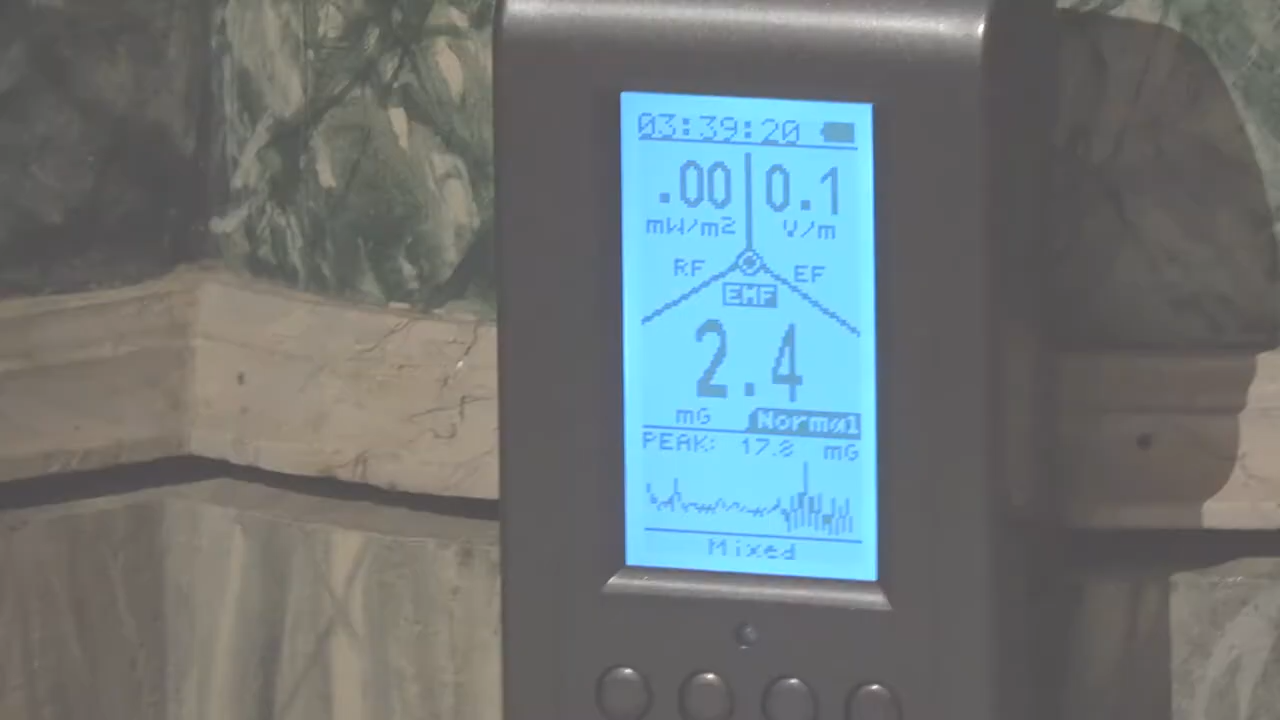 03:39:20
.00 0.1
mW/m2 V/m
RF EF
EMF
2.4
mG Normal
PEAK: 17.8 mG
Mixed